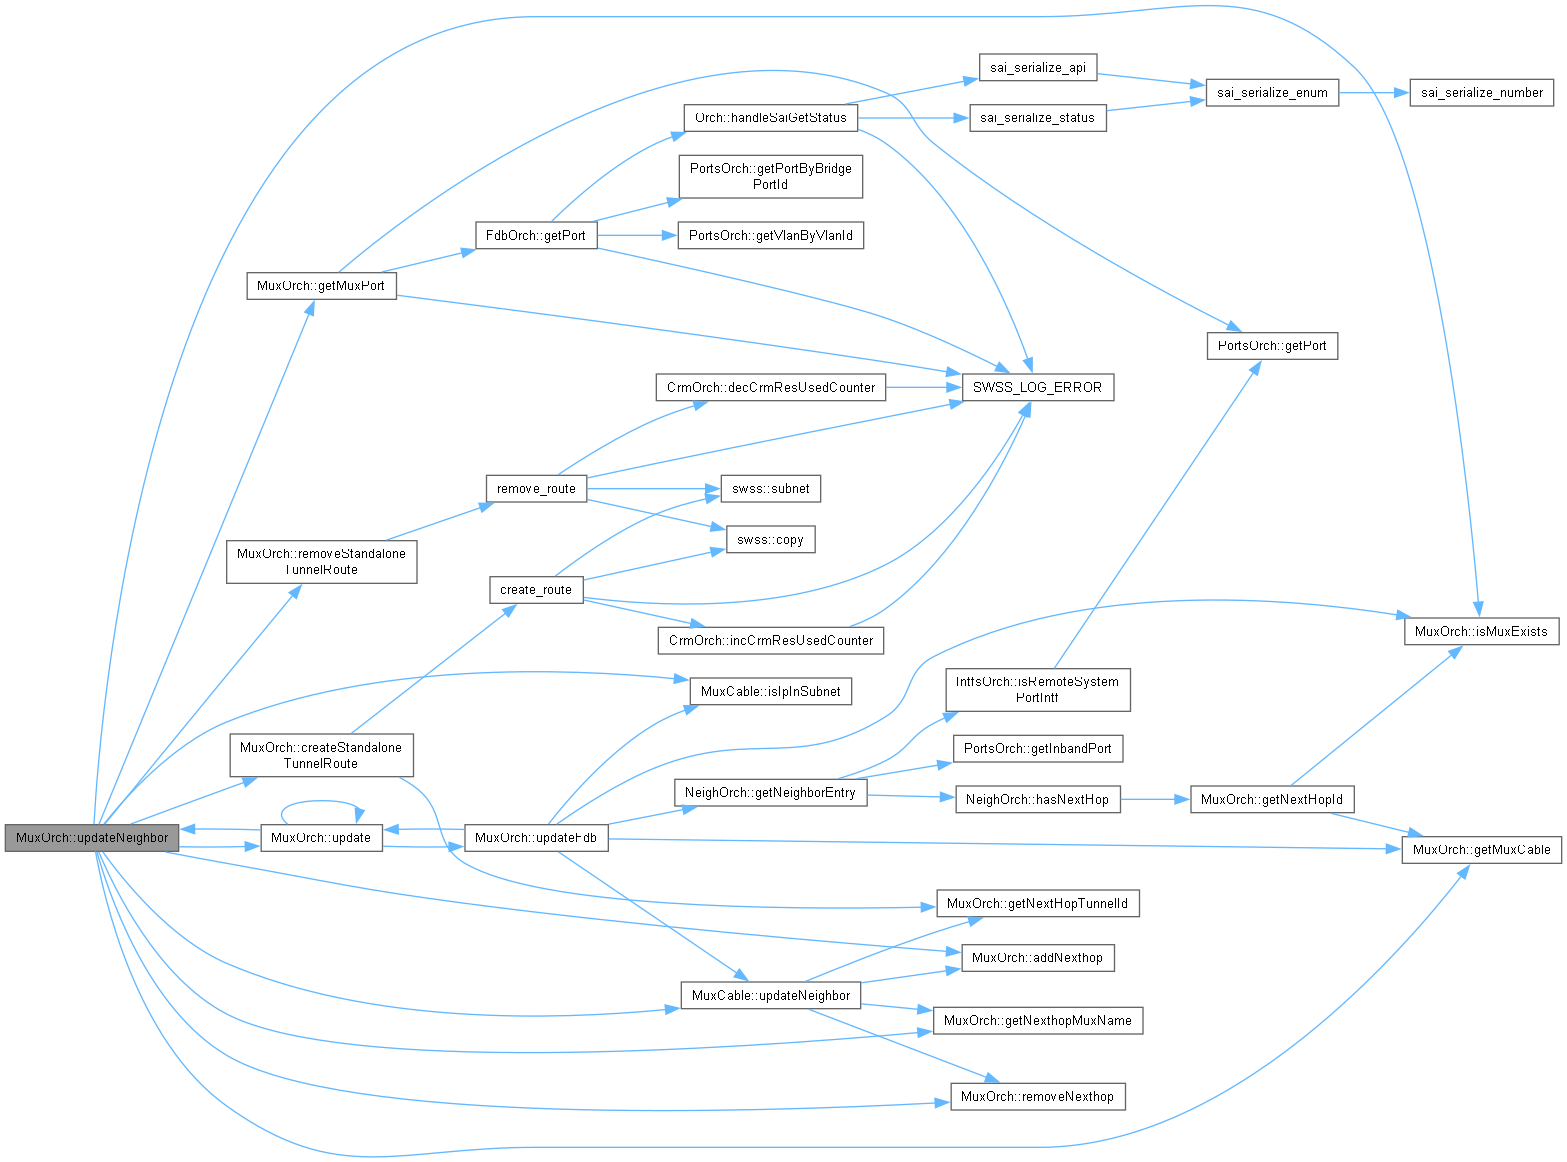 sai_serialize_api
sai_serialize_enum
sai_serialize_number
Orch::handleSaiGetStatus
sai_serialize_status
PortsOrch::getPortByBridge
PortId
FdbOrch::getPort
PortsOrch::getVlanByVlanId
MuxOrch::getMuxPort
PortsOrch::getPort
CrmOrch::decCrmResUsedCounter
SWSS_LOG_ERROR
remove_route
swss::subnet
swss::copy
MuxOrch::removeStandalone
TunnelRoute
create_route
CrmOrch::incCrmResUsedCounter
MuxOrch::isMuxExists
MuxCable::isIpInSubnet
IntfsOrch::isRemoteSystem
PortIntf
MuxOrch::createStandalone
TunnelRoute
PortsOrch::getInbandPort
NeighOrch::getNeighborEntry
NeighOrch::hasNextHop
MuxOrch::getNextHopId
MuxOrch::updateNeighbor
MuxOrch::update
MuxOrch::updateFdb
MuxOrch::getMuxCable
MuxOrch::getNextHopTunnelId
MuxOrch::addNexthop
MuxCable::updateNeighbor
MuxOrch::getNexthopMuxName
MuxOrch::removeNexthop